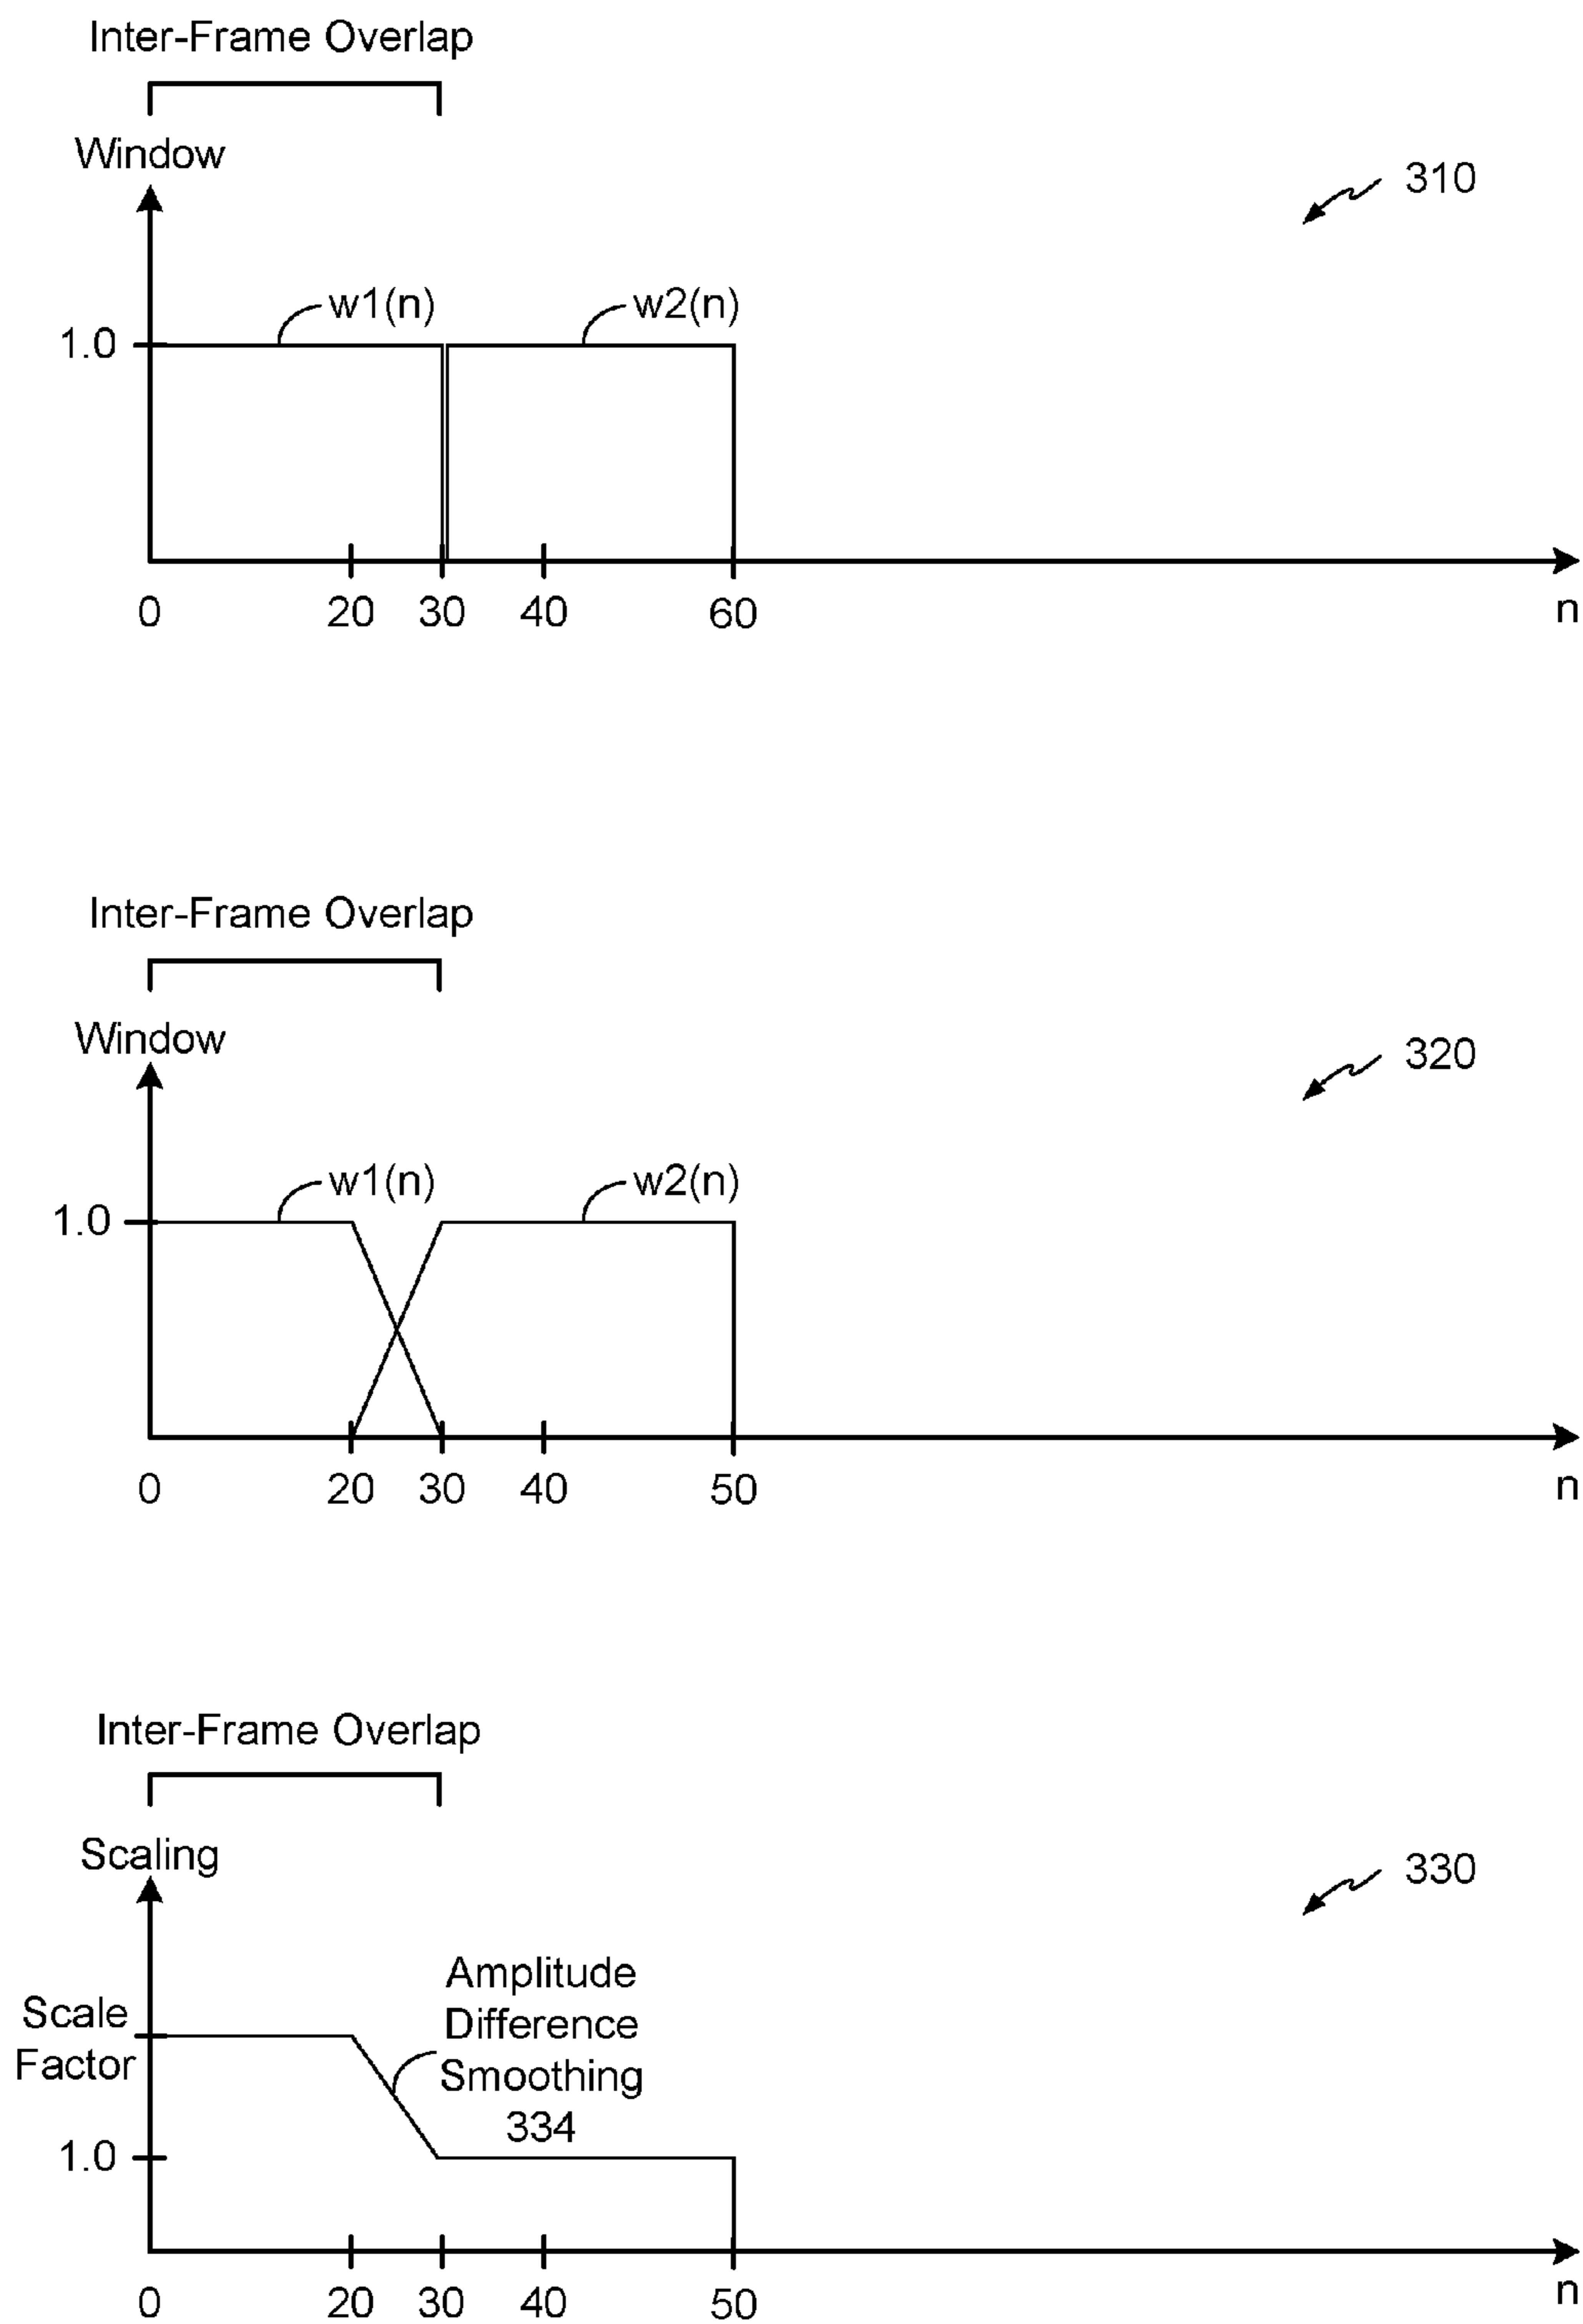 Inter-Frame Overlap
Window
310
w1(n) w2(n)
1.0
0 20 30 40 60 n
Inter-Frame Overlap
Window
320
w1(n) w2(n)
1.0
0 20 30 40 50 n
Inter-Frame Overlap
Scaling
330
Amplitude
Difference
Smoothing
334
Scale
Factor
1.0
0 20 30 40 50 n